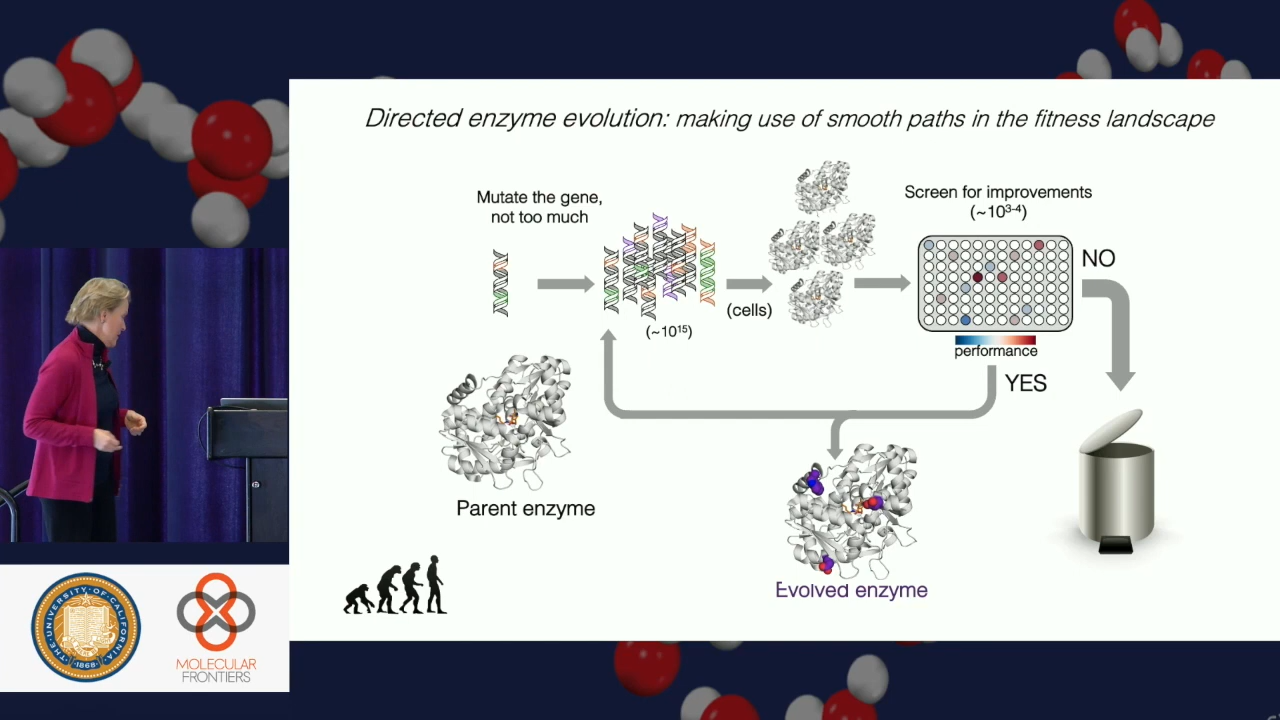 Directed enzyme evolution: making use of smooth paths in the fitness landscape
Mutate the gene,
not too much
(~10¹⁵)
(cells)
Screen for improvements
(~10³⁻⁴)
NO
performance
YES
Parent enzyme
Evolved enzyme
THE·UNIVERSITY·OF·CALIFORNIA
·1868·
MOLECULAR
FRONTIERS